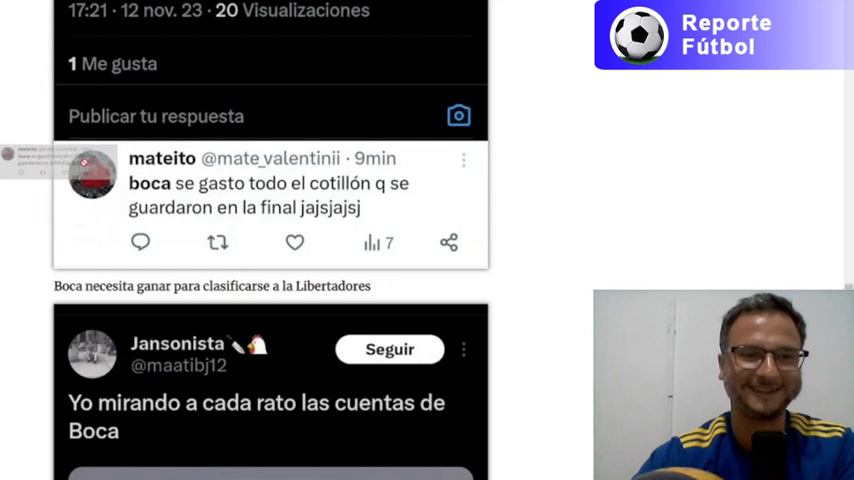 17:21 · 12 nov. 23 · 20 Visualizaciones
1 Me gusta
Publicar tu respuesta
mateito @mate_valentinii · 9min
boca se gasto todo el cotillón q se
guardaron en la final jajsjajsj
7
Boca necesita ganar para clasificarse a la Libertadores
Jansonista
@maatibj12
Seguir
Yo mirando a cada rato las cuentas de
Boca
Reporte
Fútbol